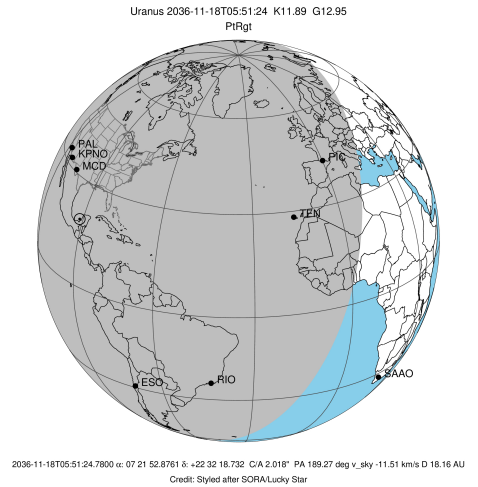 Uranus 2036-11-18T05:51:24 K11.89 G12.95
PtRgt
PAL
KPNO
MCD
PIC
TEN
ESO
RIO
SAAO
2036-11-18T05:51:24.7800 α: 07 21 52.8761 δ: +22 32 18.732 C/A 2.018" PA 189.27 deg v_sky -11.51 km/s D 18.16 AU
Credit: Styled after SORA/Lucky Star